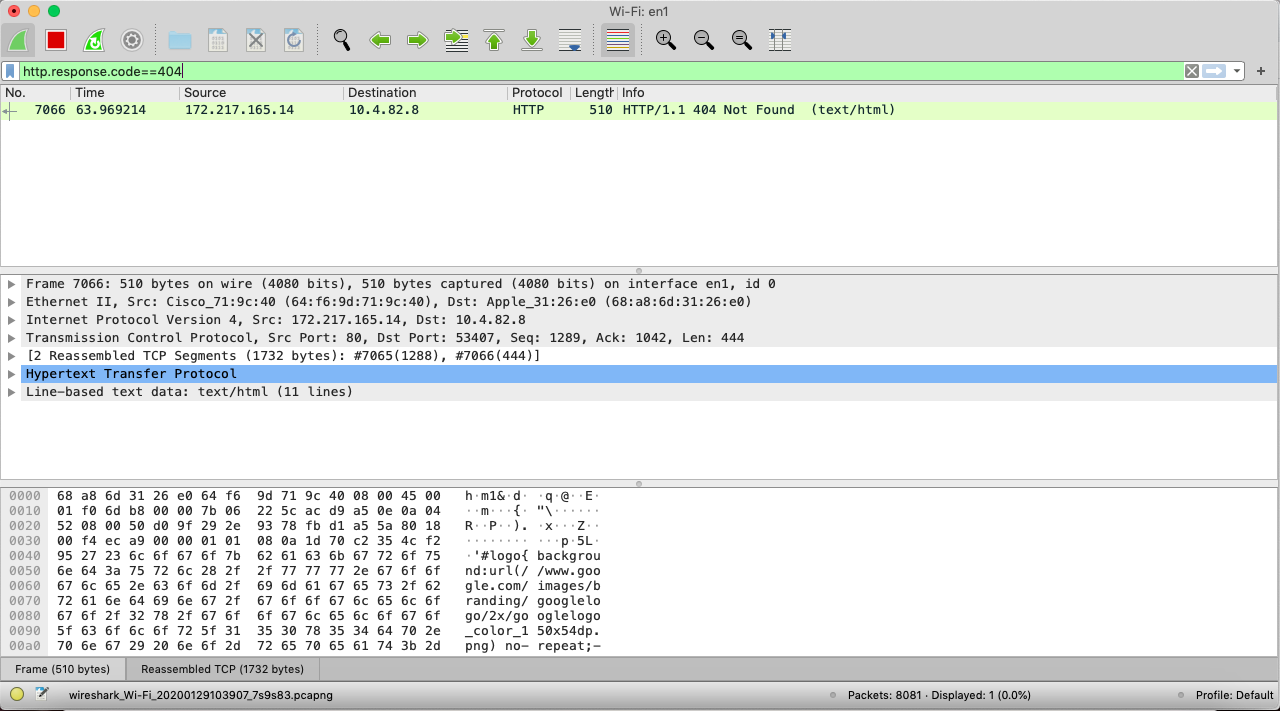 Wi-Fi: en1
http.response.code==404
No. Time Source Destination Protocol Length Info
7066 63.969214 172.217.165.14 10.4.82.8 HTTP 510 HTTP/1.1 404 Not Found (text/html)
Frame 7066: 510 bytes on wire (4080 bits), 510 bytes captured (4080 bits) on interface en1, id 0
Ethernet II, Src: Cisco_71:9c:40 (64:f6:9d:71:9c:40), Dst: Apple_31:26:e0 (68:a8:6d:31:26:e0)
Internet Protocol Version 4, Src: 172.217.165.14, Dst: 10.4.82.8
Transmission Control Protocol, Src Port: 80, Dst Port: 53407, Seq: 1289, Ack: 1042, Len: 444
[2 Reassembled TCP Segments (1732 bytes): #7065(1288), #7066(444)]
Hypertext Transfer Protocol
Line-based text data: text/html (11 lines)
0000 68 a8 6d 31 26 e0 64 f6 9d 71 9c 40 08 00 45 00 h·m1&·d· ·q·@··E·
0010 01 f0 6d b8 00 00 7b 06 22 5c ac d9 a5 0e 0a 04 ··m···{· "\······
0020 52 08 00 50 d0 9f 29 2e 93 78 fb d1 a5 5a 80 18 R··P··). ·x···Z··
0030 00 f4 ec a9 00 00 01 01 08 0a 1d 70 c2 35 4c f2 ········ ···p·5L·
0040 95 27 23 6c 6f 67 6f 7b 62 61 63 6b 67 72 6f 75 ·'#logo{ backgrou
0050 6e 64 3a 75 72 6c 28 2f 2f 77 77 77 2e 67 6f 6f nd:url(/ /www.goo
0060 67 6c 65 2e 63 6f 6d 2f 69 6d 61 67 65 73 2f 62 gle.com/ images/b
0070 72 61 6e 64 69 6e 67 2f 67 6f 6f 67 6c 65 6c 6f randing/ googlelo
0080 67 6f 2f 32 78 2f 67 6f 6f 67 6c 65 6c 6f 67 6f go/2x/go oglelogo
0090 5f 63 6f 6c 6f 72 5f 31 35 30 78 35 34 64 70 2e _color_1 50x54dp.
00a0 70 6e 67 29 20 6e 6f 2d 72 65 70 65 61 74 3b 2d png) no- repeat;-
Frame (510 bytes) Reassembled TCP (1732 bytes)
wireshark_Wi-Fi_20200129103907_7s9s83.pcapng Packets: 8081 · Displayed: 1 (0.0%) Profile: Default